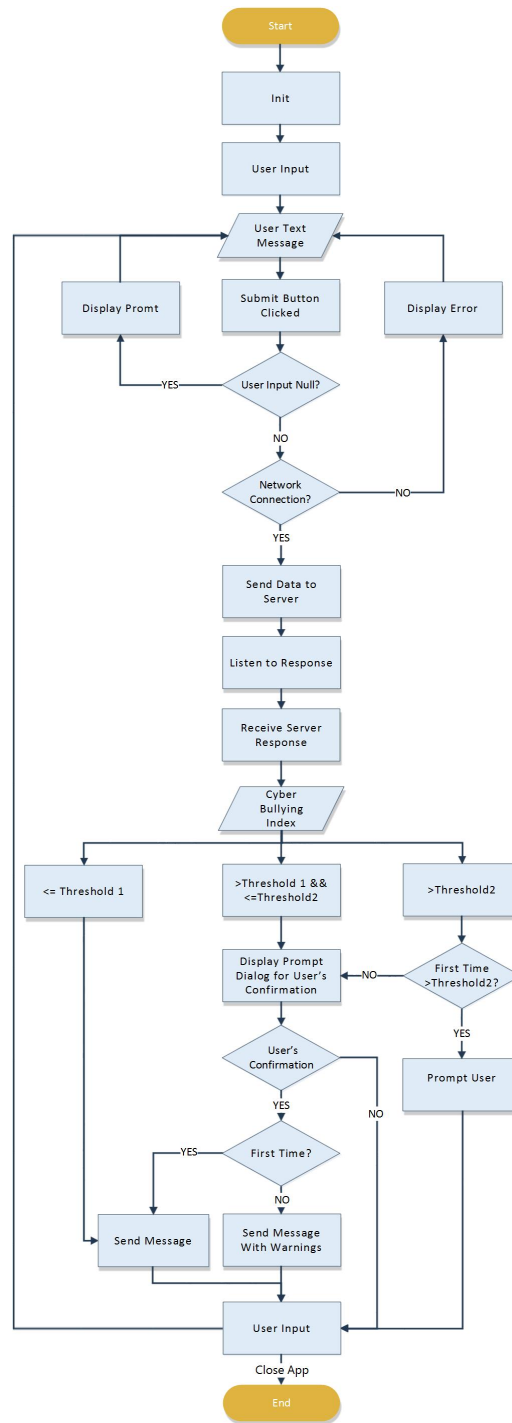 Start
Init
User Input
User Text
Message
Display Promt
Submit Button
Clicked
Display Error
YES
User Input Null?
NO
Network
Connection?
NO
YES
Send Data to
Server
Listen to Response
Receive Server
Response
Cyber
Bullying
Index
<= Threshold 1
>Threshold 1 &&
<=Threshold2
>Threshold2
Display Prompt
Dialog for User's
Confirmation
NO
First Time
>Threshold2?
YES
User's
Confirmation
Prompt User
YES
NO
YES
First Time?
NO
Send Message
Send Message
With Warnings
User Input
Close App
End